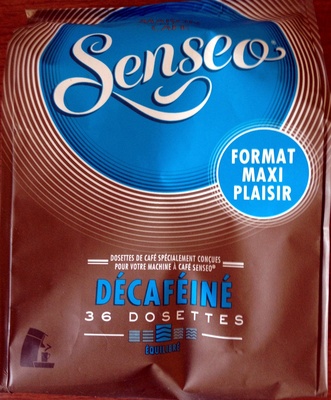 Senseo
FORMAT
MAXI
PLAISIR
DOSETTES DE CAFÉ SPÉCIALEMENT CONÇUES
POUR VOTRE MACHINE À CAFÉ SENSEO®
DÉCAFÉINÉ
36 DOSETTES
ÉQUILIBRÉ